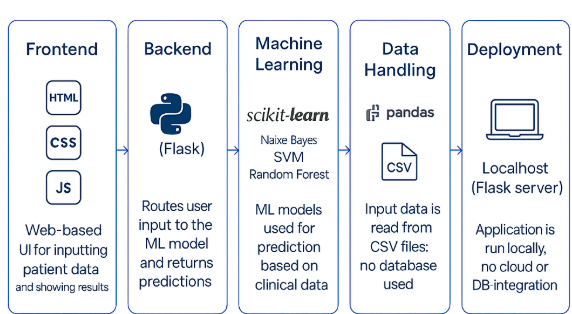 Frontend
HTML
CSS
JS
Web-based
UI for inputting
patient data
and showing results
Backend
(Flask)
Routes user
input to the
ML model
and returns
predictions
Machine
Learning
scikit-learn
Naixe Bayes
SVM
Random Forest
ML models
used for
prediction
based on
clinical data
Data
Handling
pandas
CSV
Input data is
read from
CSV files:
no database
used
Deployment
Localhost
(Flask server)
Application is
run locally,
no cloud or
DB-integration